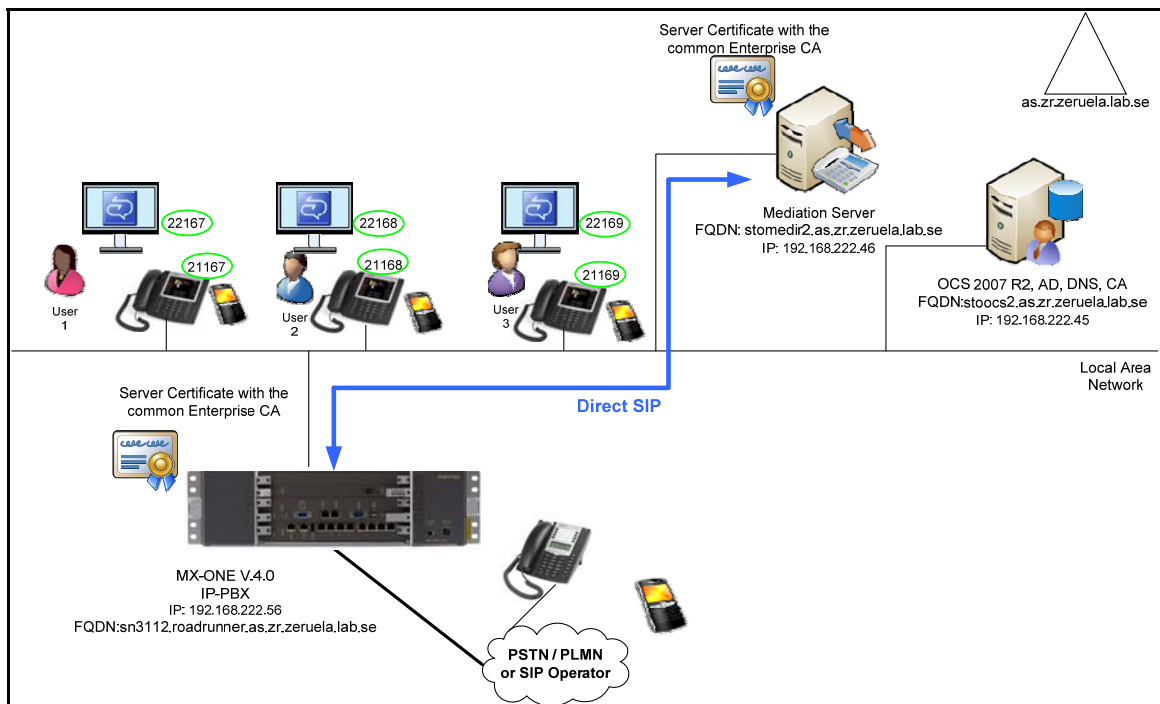 Server Certificate with the
common Enterprise CA
as.zr.zeruela.lab.se
22167
22168
22169
21167
21168
21169
User
1
User
2
User
3
Mediation Server
FQDN: stomedir2.as.zr.zeruela.lab.se
IP: 192.168.222.46
OCS 2007 R2, AD, DNS, CA
FQDN:stoocs2.as.zr.zeruela.lab.se
IP: 192.168.222.45
Local Area
Network
Server Certificate with the
common Enterprise CA
Direct SIP
MX-ONE V.4.0
IP-PBX
IP: 192.168.222.56
FQDN:sn3112.roadrunner.as.zr.zeruela.lab.se
PSTN / PLMN
or SIP Operator